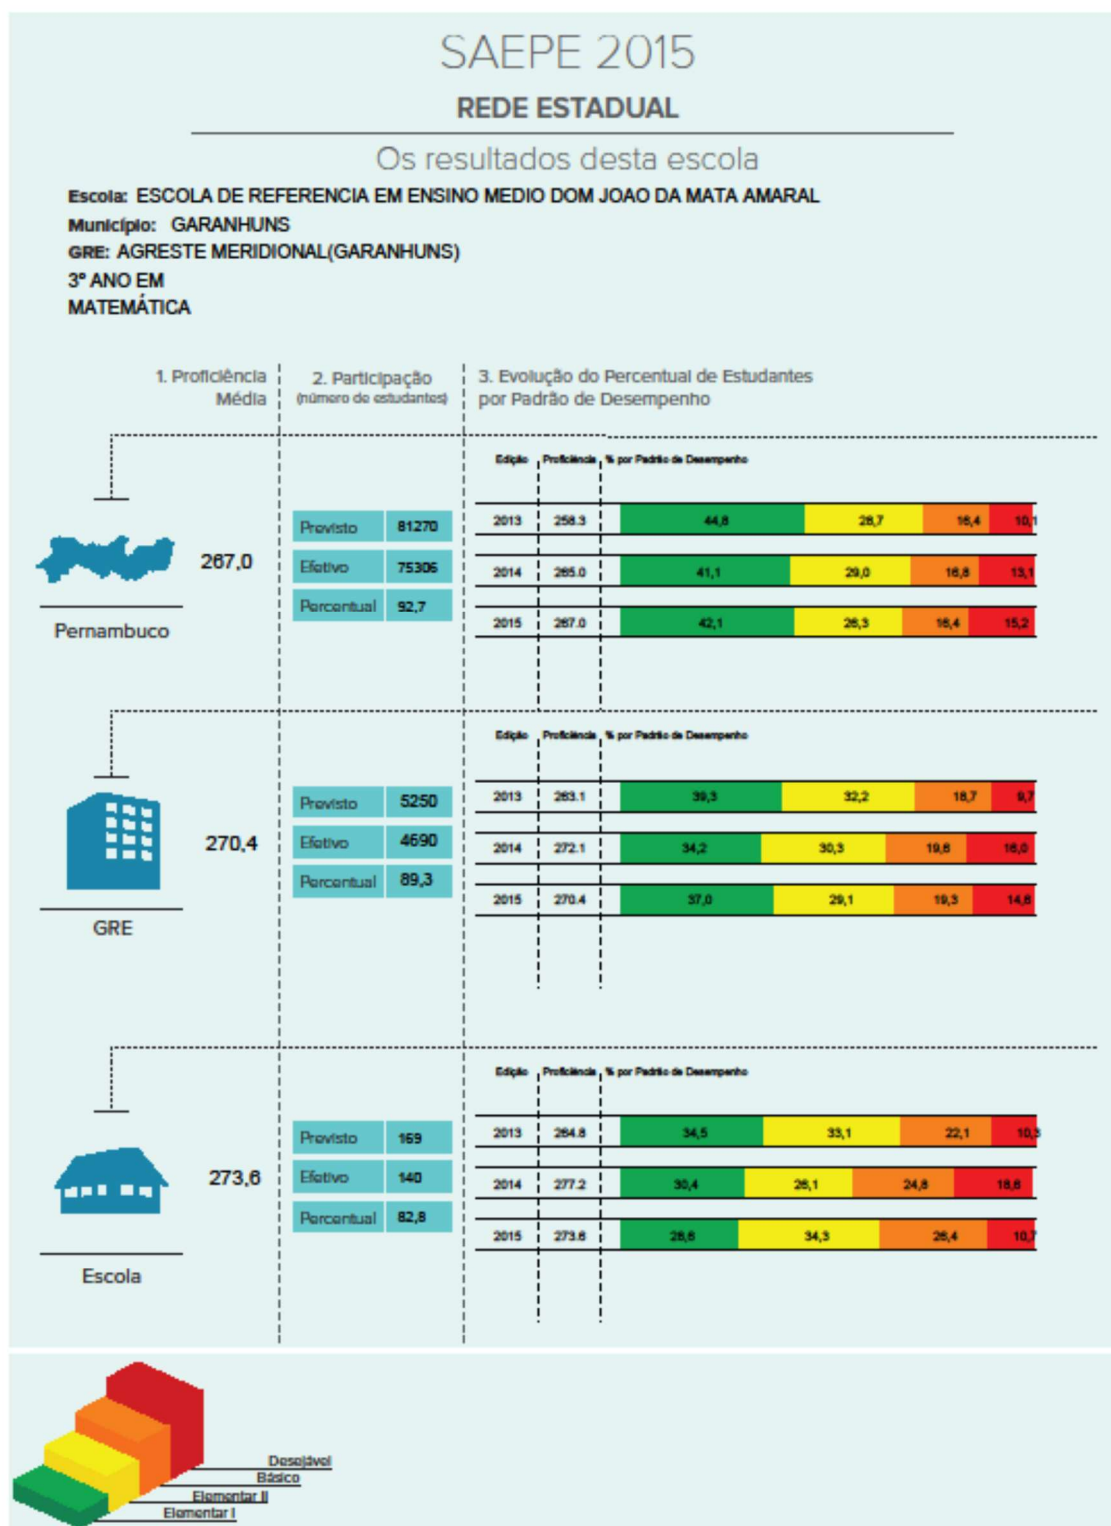 SAEPE 2015
REDE ESTADUAL
Os resultados desta escola
Escola: ESCOLA DE REFERENCIA EM ENSINO MEDIO DOM JOAO DA MATA AMARAL
Município: GARANHUNS
GRE: AGRESTE MERIDIONAL(GARANHUNS)
3º ANO EM
MATEMÁTICA
1. Proficiência Média
2. Participação
(número de estudantes)
3. Evolução do Percentual de Estudantes
por Padrão de Desempenho
Edição Proficiência % por Padrão de Desempenho
Pernambuco
267,0
Previsto 81270
Efetivo 75306
Percentual 92,7
2013 258.3 44,8 28,7 16,4 10,1
2014 265.0 41,1 29,0 16,8 13,1
2015 267.0 42,1 26,3 16,4 15,2
Edição Proficiência % por Padrão de Desempenho
GRE
270,4
Previsto 5250
Efetivo 4690
Percentual 89,3
2013 263.1 39,3 32,2 18,7 9,7
2014 272.1 34,2 30,3 19,6 16,0
2015 270.4 37,0 29,1 19,3 14,6
Edição Proficiência % por Padrão de Desempenho
Escola
273,6
Previsto 169
Efetivo 140
Percentual 82,8
2013 264.8 34,5 33,1 22,1 10,3
2014 277.2 30,4 26,1 24,8 18,6
2015 273.6 28,6 34,3 26,4 10,7
Desejável
Básico
Elementar II
Elementar I